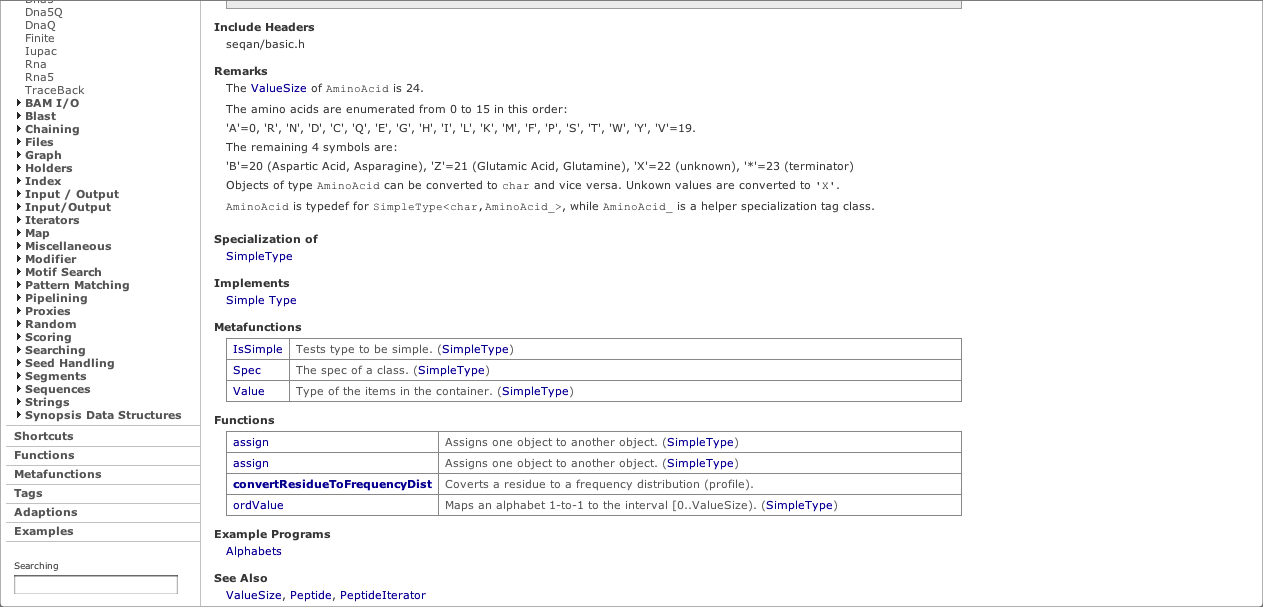 Dna5Q
DnaQ
Finite
Iupac
Rna
Rna5
TraceBack
BAM I/O
Blast
Chaining
Files
Graph
Holders
Index
Input / Output
Input/Output
Iterators
Map
Miscellaneous
Modifier
Motif Search
Pattern Matching
Pipelining
Proxies
Random
Scoring
Searching
Seed Handling
Segments
Sequences
Strings
Synopsis Data Structures
Shortcuts
Functions
Metafunctions
Tags
Adaptions
Examples
Searching
Include Headers
seqan/basic.h
Remarks
The ValueSize of AminoAcid is 24.
The amino acids are enumerated from 0 to 15 in this order:
'A'=0, 'R', 'N', 'D', 'C', 'Q', 'E', 'G', 'H', 'I', 'L', 'K', 'M', 'F', 'P', 'S', 'T', 'W', 'Y', 'V'=19.
The remaining 4 symbols are:
'B'=20 (Aspartic Acid, Asparagine), 'Z'=21 (Glutamic Acid, Glutamine), 'X'=22 (unknown), '*'=23 (terminator)
Objects of type AminoAcid can be converted to char and vice versa. Unkown values are converted to 'X'.
AminoAcid is typedef for SimpleType<char,AminoAcid_>, while AminoAcid_ is a helper specialization tag class.
Specialization of
SimpleType
Implements
Simple Type
Metafunctions
IsSimple Tests type to be simple. (SimpleType)
Spec The spec of a class. (SimpleType)
Value Type of the items in the container. (SimpleType)
Functions
assign Assigns one object to another object. (SimpleType)
assign Assigns one object to another object. (SimpleType)
convertResidueToFrequencyDist Coverts a residue to a frequency distribution (profile).
ordValue Maps an alphabet 1-to-1 to the interval [0..ValueSize). (SimpleType)
Example Programs
Alphabets
See Also
ValueSize, Peptide, PeptideIterator